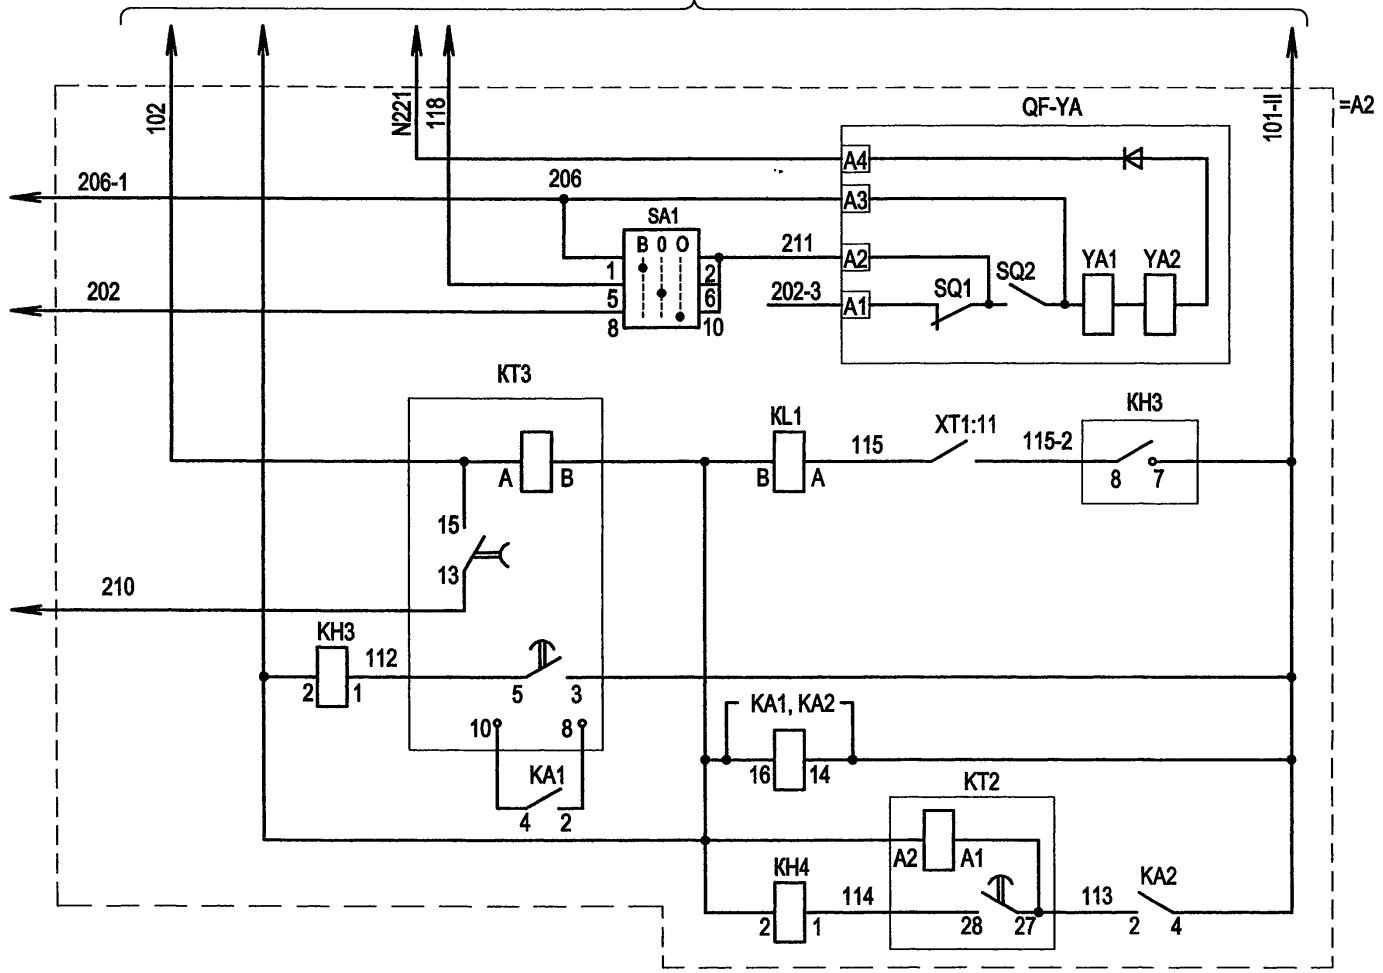 102
N221
118
101-II
=A2
QF-YA
A4
206-1
206
A3
SA1
B 0 O
1
2
211
A2
SQ2
YA1
YA2
202
5
6
202-3
A1
SQ1
8
10
KT3
KL1
XT1:11
KH3
115
115-2
A
B
B
A
8
7
15
13
210
KH3
112
2
1
5
3
KA1, KA2
10
8
16
14
KA1
4
2
KT2
A2
A1
KH4
114
113
KA2
2
1
28
27
2
4